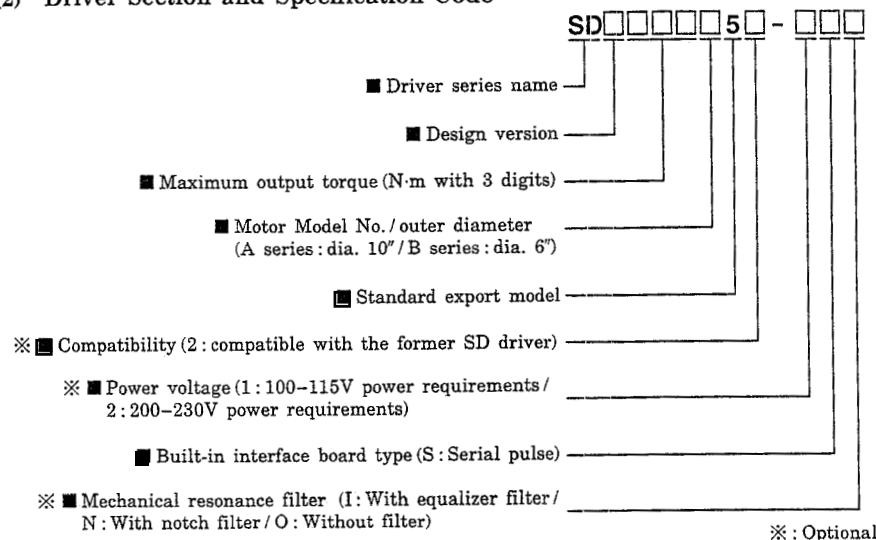 (2) Driver Section and Specification Code
SD□□□□□5□-□□□
■ Driver series name
■ Design version
■ Maximum output torque (N·m with 3 digits)
■ Motor Model No. / outer diameter
(A series : dia. 10" / B series : dia. 6")
■ Standard export model
※ ■ Compatibility (2 : compatible with the former SD driver)
※ ■ Power voltage (1 : 100–115V power requirements /
2 : 200–230V power requirements)
■ Built-in interface board type (S : Serial pulse)
※ ■ Mechanical resonance filter (I : With equalizer filter /
N : With notch filter / O : Without filter)
※ : Optional